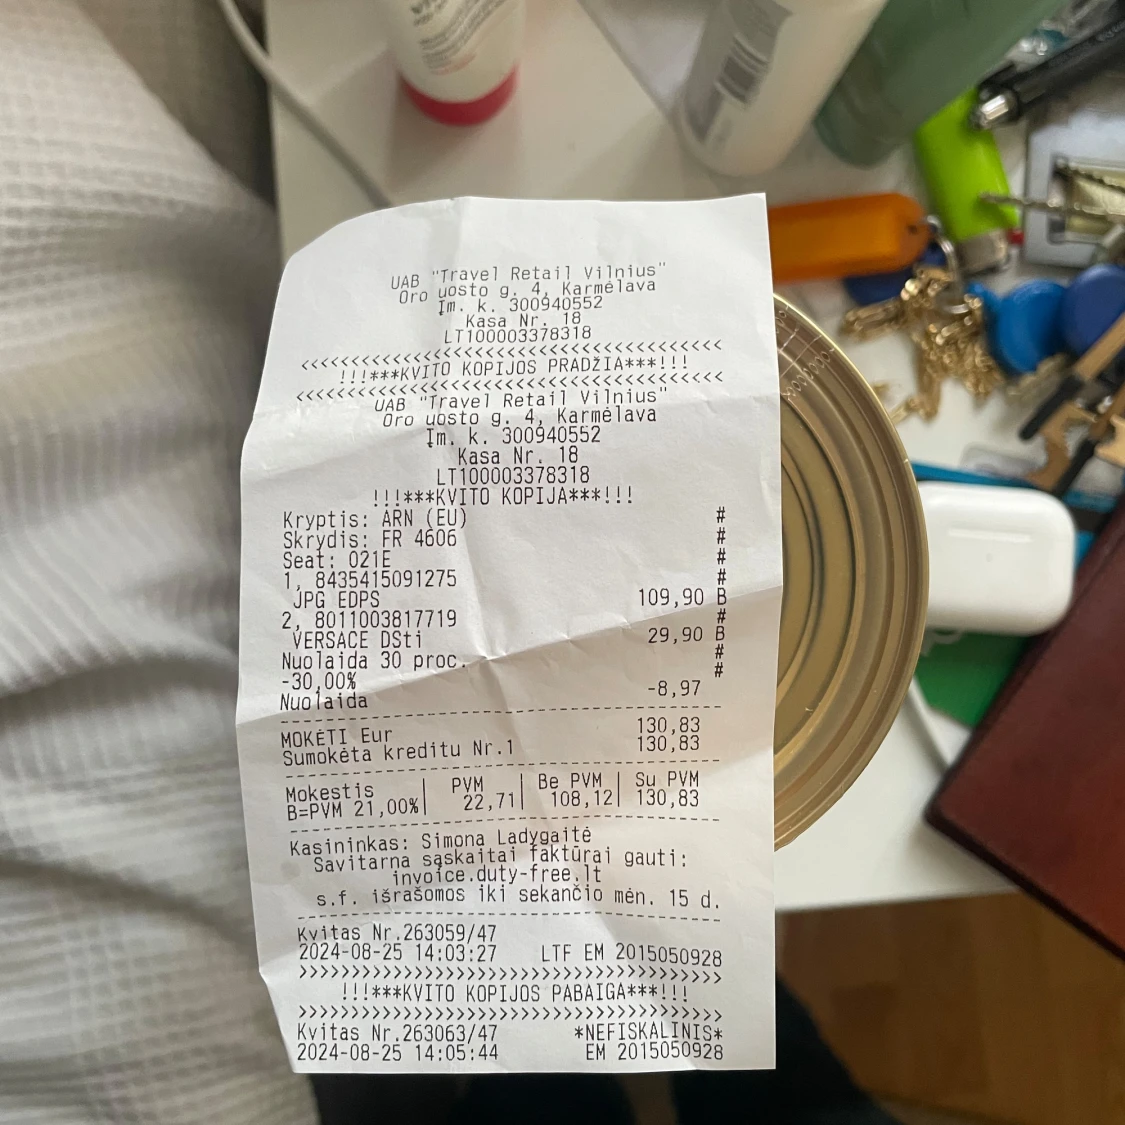 UAB "Travel Retail Vilnius"
Oro uosto g. 4, Karmėlava
Įm. k. 300940552
Kasa Nr. 18
LT100003378318
<<<<<<<<<<<<<<<<<<<<<<<<<<<<<<<<
!!!***KVITO KOPIJOS PRADŽIA***!!!
<<<<<<<<<<<<<<<<<<<<<<<<<<<<<<<<
UAB "Travel Retail Vilnius"
Oro uosto g. 4, Karmėlava
Įm. k. 300940552
Kasa Nr. 18
LT100003378318
!!!***KVITO KOPIJA***!!!
Kryptis: ARN (EU) #
Skrydis: FR 4606 #
Seat: 021E #
1, 8435415091275 #
JPG EDPS 109,90 B
2, 8011003817719 #
VERSACE DSti 29,90 B
Nuolaida 30 proc. #
-30,00% #
Nuolaida -8,97
MOKĖTI Eur 130,83
Sumokėta kreditu Nr.1 130,83
Mokestis | PVM | Be PVM | Su PVM
B=PVM 21,00%| 22,71| 108,12| 130,83
Kasininkas: Simona Ladygaitė
Savitarna sąskaitai faktūrai gauti:
invoice.duty-free.lt
s.f. išrašomos iki sekančio mėn. 15 d.
Kvitas Nr.263059/47
2024-08-25 14:03:27 LTF EM 2015050928
>>>>>>>>>>>>>>>>>>>>>>>>>>>>>>>>
!!!***KVITO KOPIJOS PABAIGA***!!!
>>>>>>>>>>>>>>>>>>>>>>>>>>>>>>>>
Kvitas Nr.263063/47 *NEFISKALINIS*
2024-08-25 14:05:44 EM 2015050928